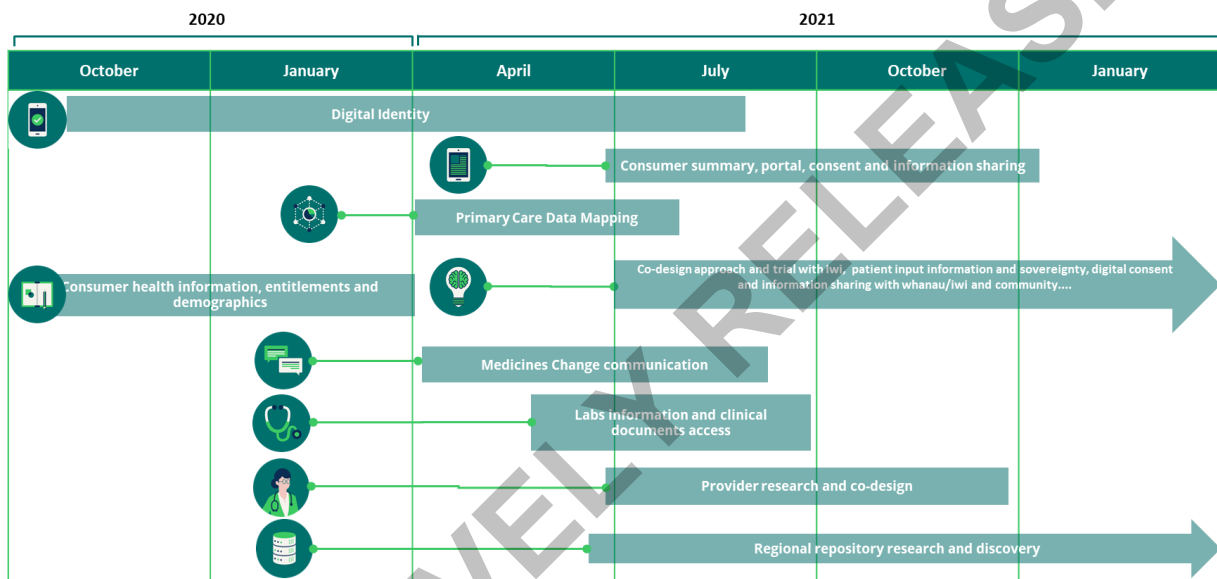 2020
2021
October
January
April
July
October
January
Digital Identity
Consumer summary, portal, consent and information sharing
Primary Care Data Mapping
Consumer health information, entitlements and
demographics
Co-design approach and trial with Iwi,  patient input information and sovereignty, digital consent
and information sharing with whanau/iwi and community....
Medicines Change communication
Labs information and clinical
documents access
Provider research and co-design
Regional repository research and discovery
VELY RELEAS